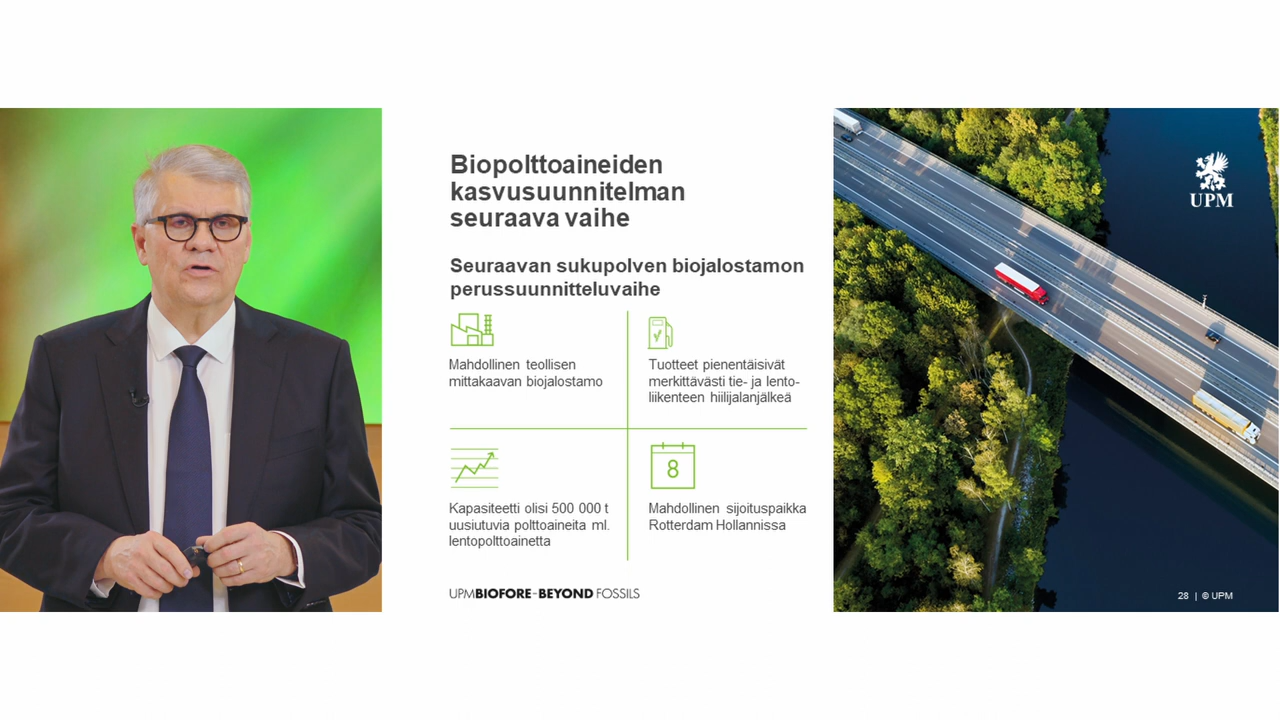 Biopolttoaineiden
kasvusuunnitelman
seuraava vaihe
Seuraavan sukupolven biojalostamon
perussuunnitteluvaihe
Mahdollinen teollisen
mittakaavan biojalostamo
Tuotteet pienentäisivät
merkittävästi tie- ja lento-
liikenteen hiilijalanjälkeä
Kapasiteetti olisi 500 000 t
uusiutuvia polttoaineita ml.
lentopolttoainetta
8
Mahdollinen sijoituspaikka
Rotterdam Hollannissa
UPM BIOFORE-BEYOND FOSSILS
UPM
28 | © UPM